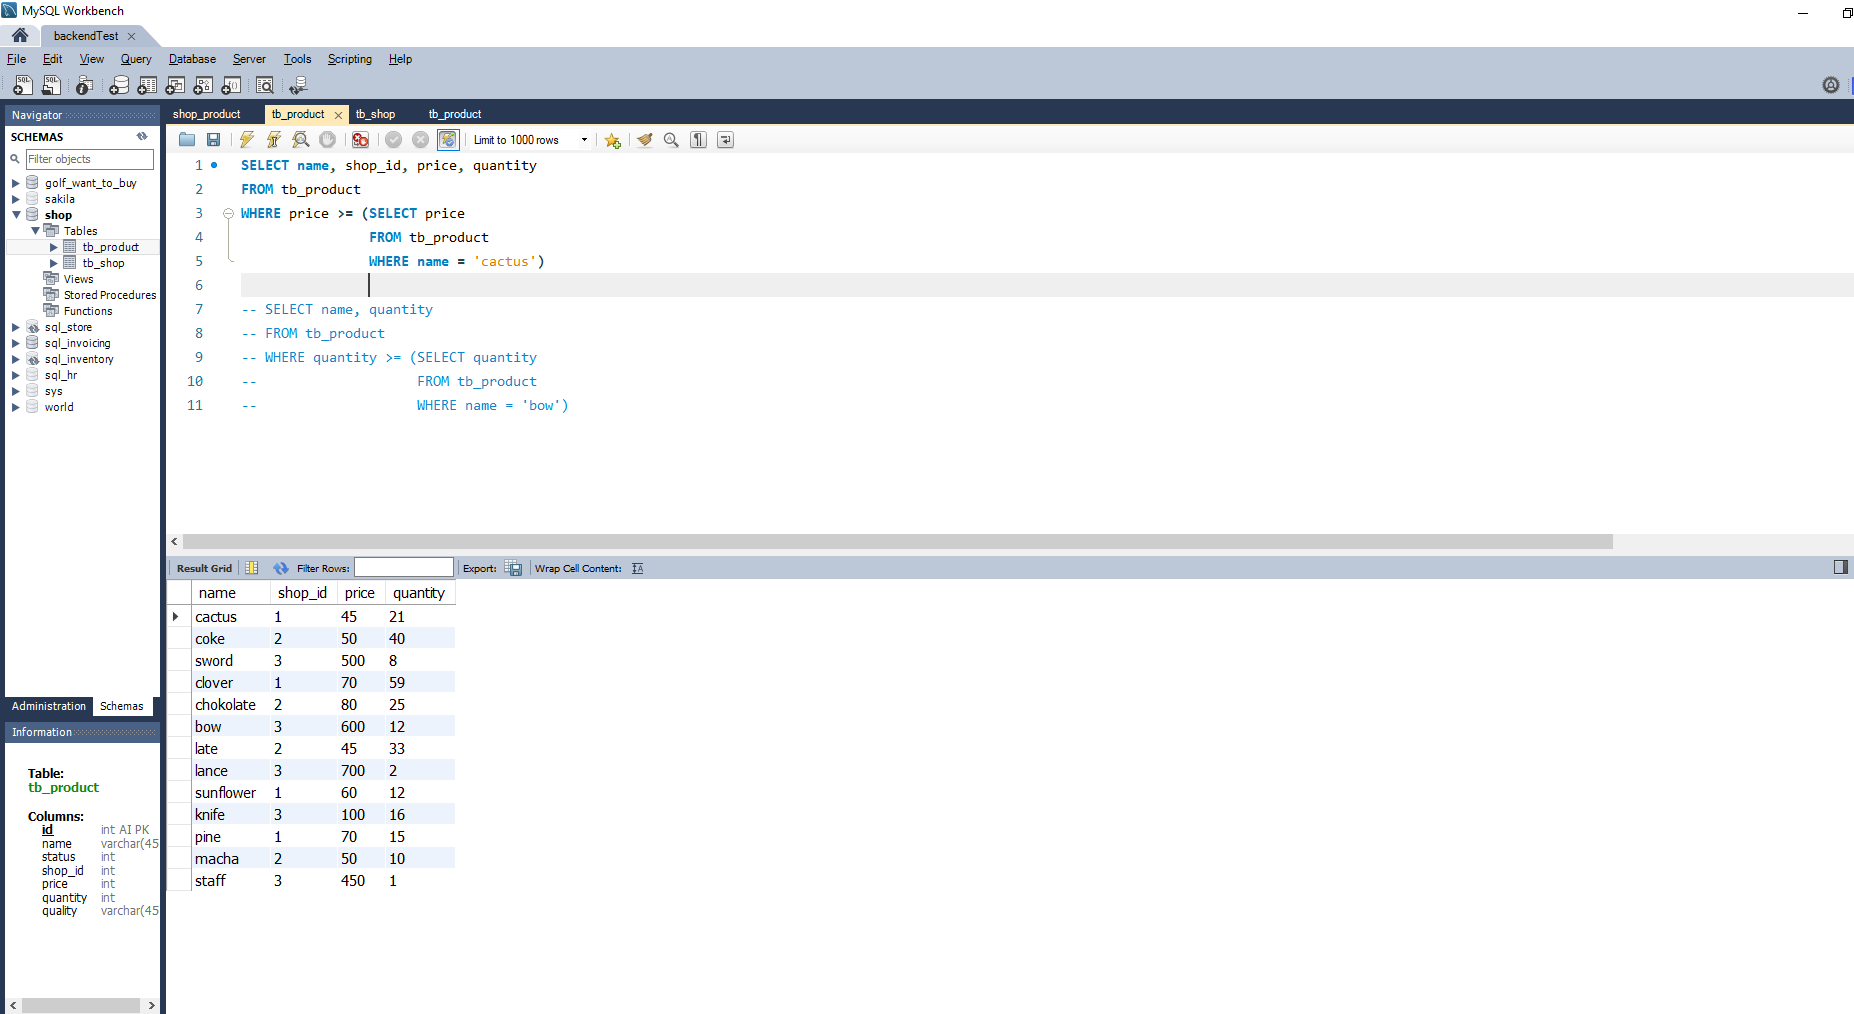 MySQL Workbench
backendTest
File Edit View Query Database Server Tools Scripting Help
Navigator
SCHEMAS
Filter objects
golf_want_to_buy
sakila
shop
Tables
tb_product
tb_shop
Views
Stored Procedures
Functions
sql_store
sql_invoicing
sql_inventory
sql_hr
sys
world
Administration Schemas
Information
Table:
tb_product
Columns:
id int AI PK
name varchar(45
status int
shop_id int
price int
quantity int
quality varchar(45
shop_product tb_product tb_shop tb_product
Limit to 1000 rows
1 SELECT name, shop_id, price, quantity
2 FROM tb_product
3 WHERE price >= (SELECT price
4 FROM tb_product
5 WHERE name = 'cactus')
6
7 -- SELECT name, quantity
8 -- FROM tb_product
9 -- WHERE quantity >= (SELECT quantity
10 -- FROM tb_product
11 -- WHERE name = 'bow')
Result Grid Filter Rows: Export: Wrap Cell Content:
name shop_id price quantity
cactus 1 45 21
coke 2 50 40
sword 3 500 8
clover 1 70 59
chokolate 2 80 25
bow 3 600 12
late 2 45 33
lance 3 700 2
sunflower 1 60 12
knife 3 100 16
pine 1 70 15
macha 2 50 10
staff 3 450 1